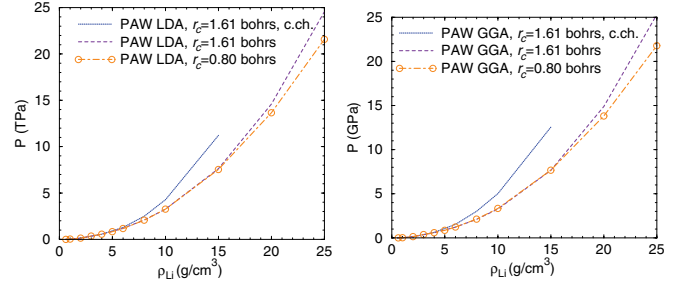 PAW LDA, rc=1.61 bohrs, c.ch.
PAW LDA, rc=1.61 bohrs
PAW LDA, rc=0.80 bohrs
P (TPa)
25
20
15
10
5
0
0 5 10 15 20 25
ρLi (g/cm³)
PAW GGA, rc=1.61 bohrs, c.ch.
PAW GGA, rc=1.61 bohrs
PAW GGA, rc=0.80 bohrs
P (GPa)
25
20
15
10
5
0
0 5 10 15 20 25
ρLi (g/cm³)